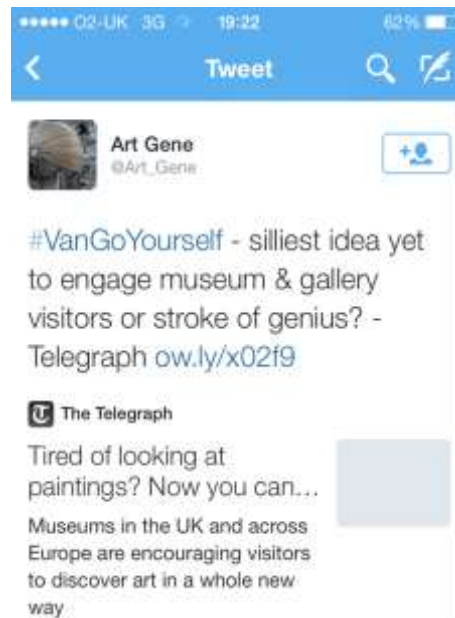 O2-UK 3G 19:22 62%
Tweet
Art Gene
@Art_Gene
#VanGoYourself - silliest idea yet
to engage museum & gallery
visitors or stroke of genius? -
Telegraph ow.ly/x02f9
The Telegraph
Tired of looking at
paintings? Now you can...
Museums in the UK and across
Europe are encouraging visitors
to discover art in a whole new
way